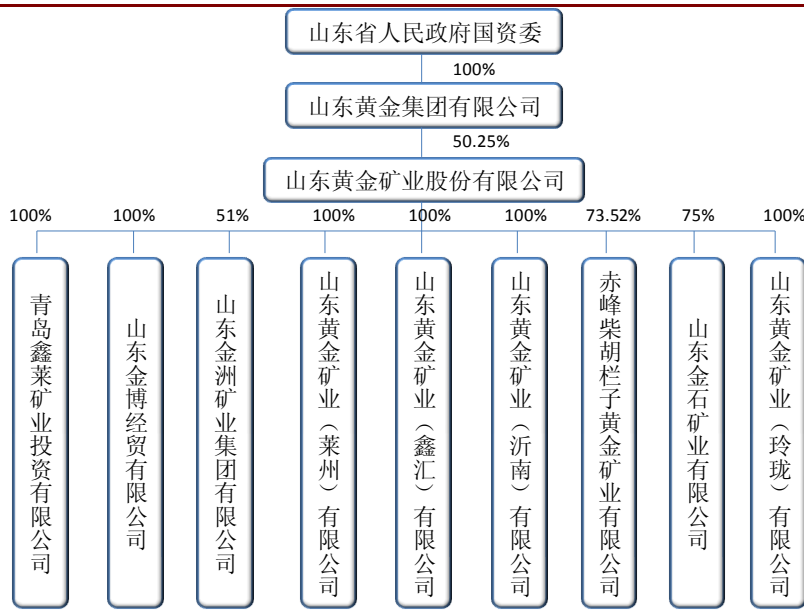 山东省人民政府国资委
100%
山东黄金集团有限公司
50.25%
山东黄金矿业股份有限公司
100%
100%
51%
100%
100%
100%
73.52%
75%
100%
青岛鑫莱矿业投资有限公司
山东金博经贸有限公司
山东金洲矿业集团有限公司
山东黄金矿业（莱州）有限公司
山东黄金矿业（鑫汇）有限公司
山东黄金矿业（沂南）有限公司
赤峰柴胡栏子黄金矿业有限公司
山东金石矿业有限公司
山东黄金矿业（玲珑）有限公司